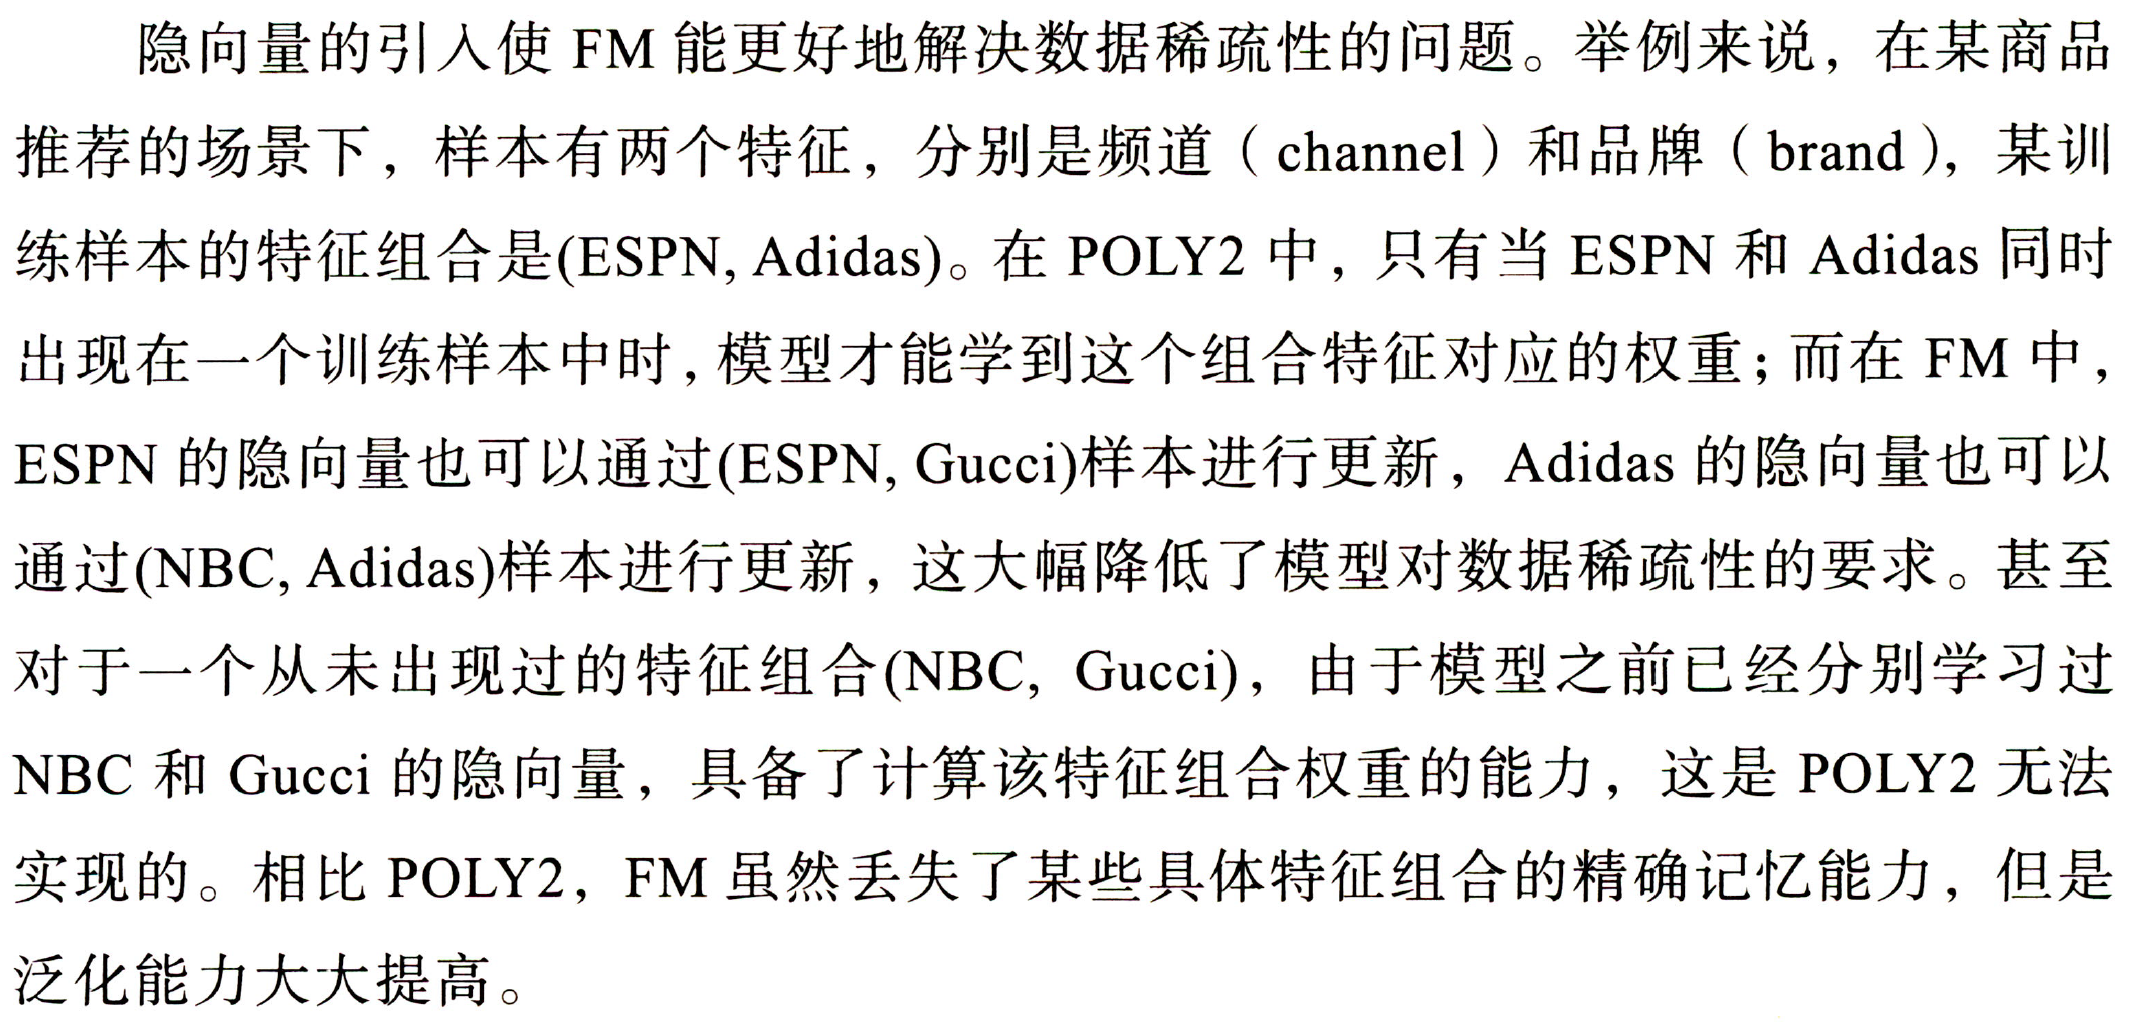 隐向量的引入使 FM 能更好地解决数据稀疏性的问题。举例来说，在某商品
推荐的场景下，样本有两个特征，分别是频道（channel）和品牌（brand），某训
练样本的特征组合是(ESPN, Adidas)。在 POLY2 中，只有当 ESPN 和 Adidas 同时
出现在一个训练样本中时，模型才能学到这个组合特征对应的权重；而在 FM 中，
ESPN 的隐向量也可以通过(ESPN, Gucci)样本进行更新，Adidas 的隐向量也可以
通过(NBC, Adidas)样本进行更新，这大幅降低了模型对数据稀疏性的要求。甚至
对于一个从未出现过的特征组合(NBC, Gucci)，由于模型之前已经分别学习过
NBC 和 Gucci 的隐向量，具备了计算该特征组合权重的能力，这是 POLY2 无法
实现的。相比 POLY2，FM 虽然丢失了某些具体特征组合的精确记忆能力，但是
泛化能力大大提高。